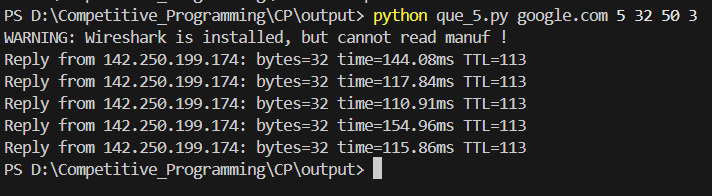 PS D:\Competitive_Programming\CP\output> python que_5.py google.com 5 32 50 3
WARNING: Wireshark is installed, but cannot read manuf !
Reply from 142.250.199.174: bytes=32 time=144.08ms TTL=113
Reply from 142.250.199.174: bytes=32 time=117.84ms TTL=113
Reply from 142.250.199.174: bytes=32 time=110.91ms TTL=113
Reply from 142.250.199.174: bytes=32 time=154.96ms TTL=113
Reply from 142.250.199.174: bytes=32 time=115.86ms TTL=113
PS D:\Competitive_Programming\CP\output>